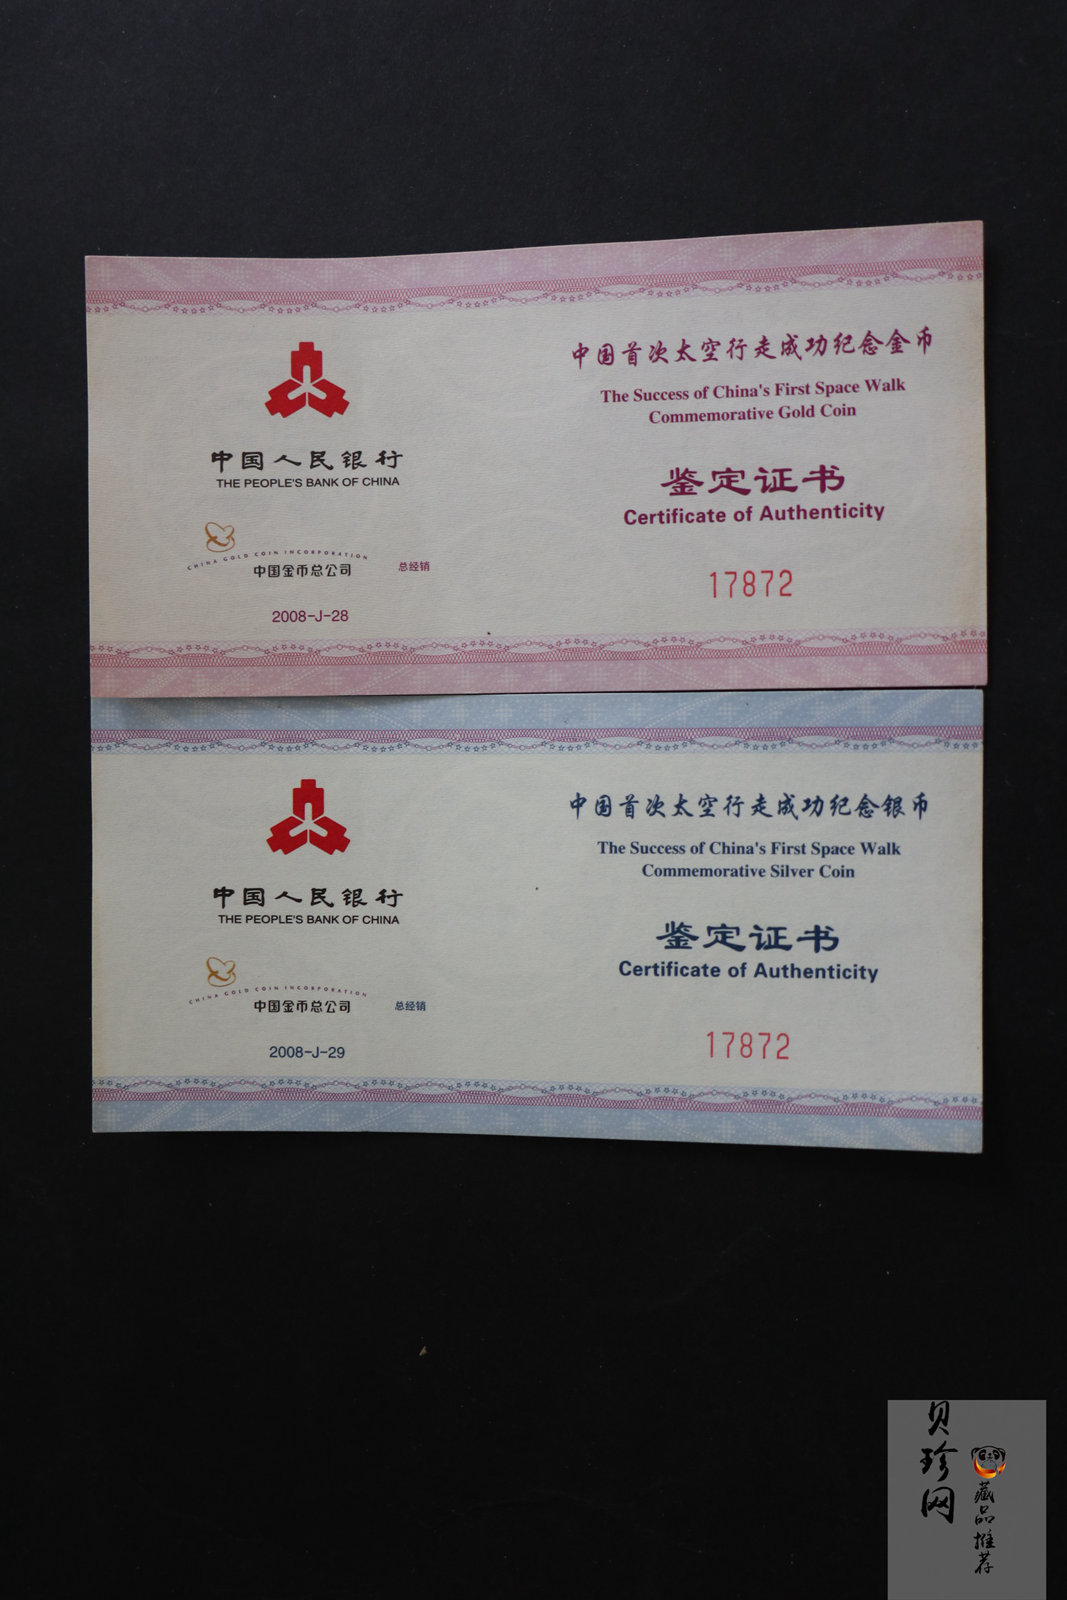 中国人民银行
THE PEOPLE'S BANK OF CHINA
CHINA GOLD COIN INCORPORATION
中国金币总公司
总经销
2008-J-28
中国首次太空行走成功纪念金币
The Success of China's First Space Walk
Commemorative Gold Coin
鉴定证书
Certificate of Authenticity
17872
中国人民银行
THE PEOPLE'S BANK OF CHINA
CHINA GOLD COIN INCORPORATION
中国金币总公司
总经销
2008-J-29
中国首次太空行走成功纪念银币
The Success of China's First Space Walk
Commemorative Silver Coin
鉴定证书
Certificate of Authenticity
17872
贝珍网
藏品推荐